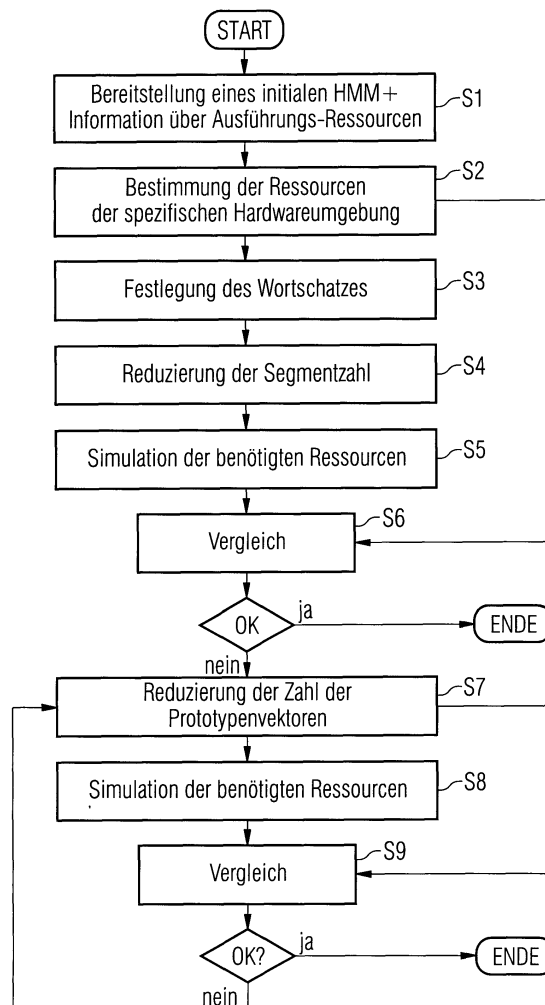 START
Bereitstellung eines initialen HMM+
Information über Ausführungs-Ressourcen
S1
Bestimmung der Ressourcen
der spezifischen Hardwareumgebung
S2
Festlegung des Wortschatzes
S3
Reduzierung der Segmentzahl
S4
Simulation der benötigten Ressourcen
S5
Vergleich
S6
OK
ja
ENDE
nein
Reduzierung der Zahl der
Prototypenvektoren
S7
Simulation der benötigten Ressourcen
S8
Vergleich
S9
OK?
ja
ENDE
nein